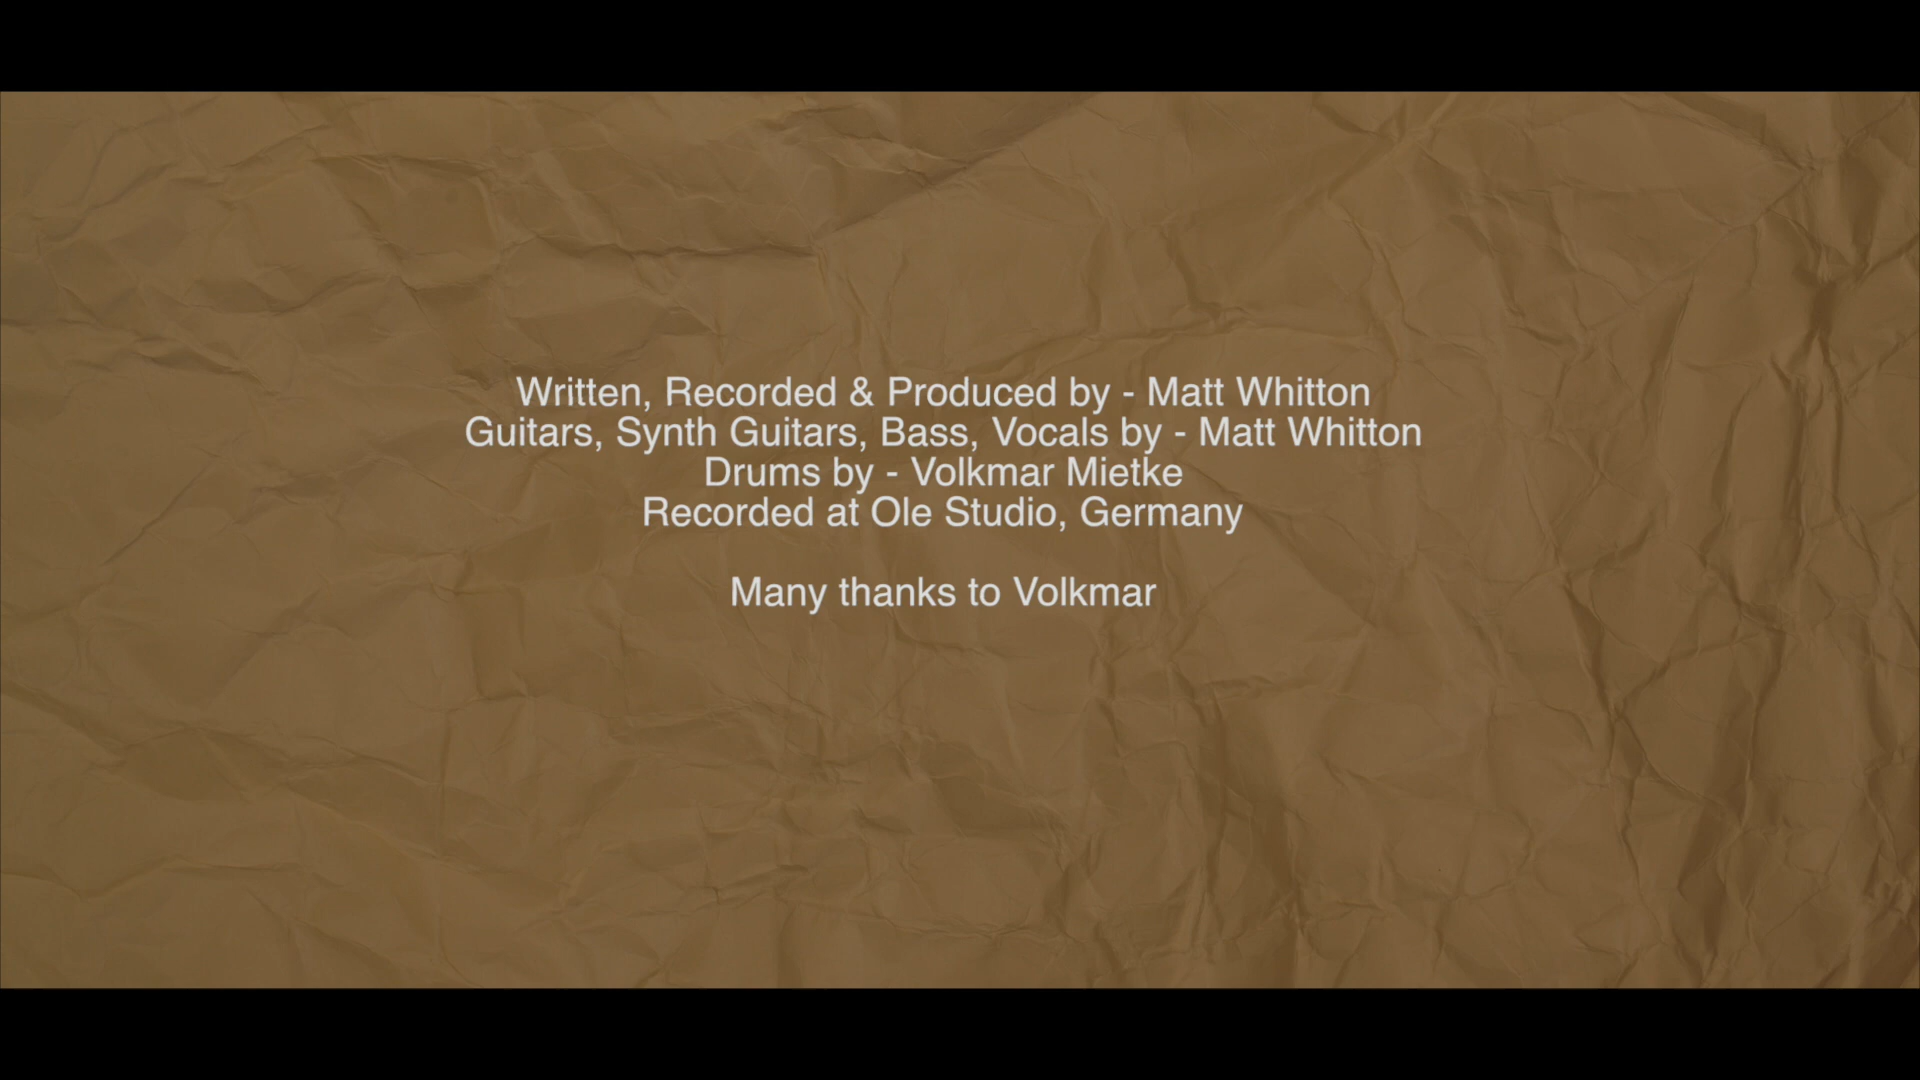 Written, Recorded & Produced by - Matt Whitton
Guitars, Synth Guitars, Bass, Vocals by - Matt Whitton
Drums by - Volkmar Mietke
Recorded at Ole Studio, Germany
Many thanks to Volkmar